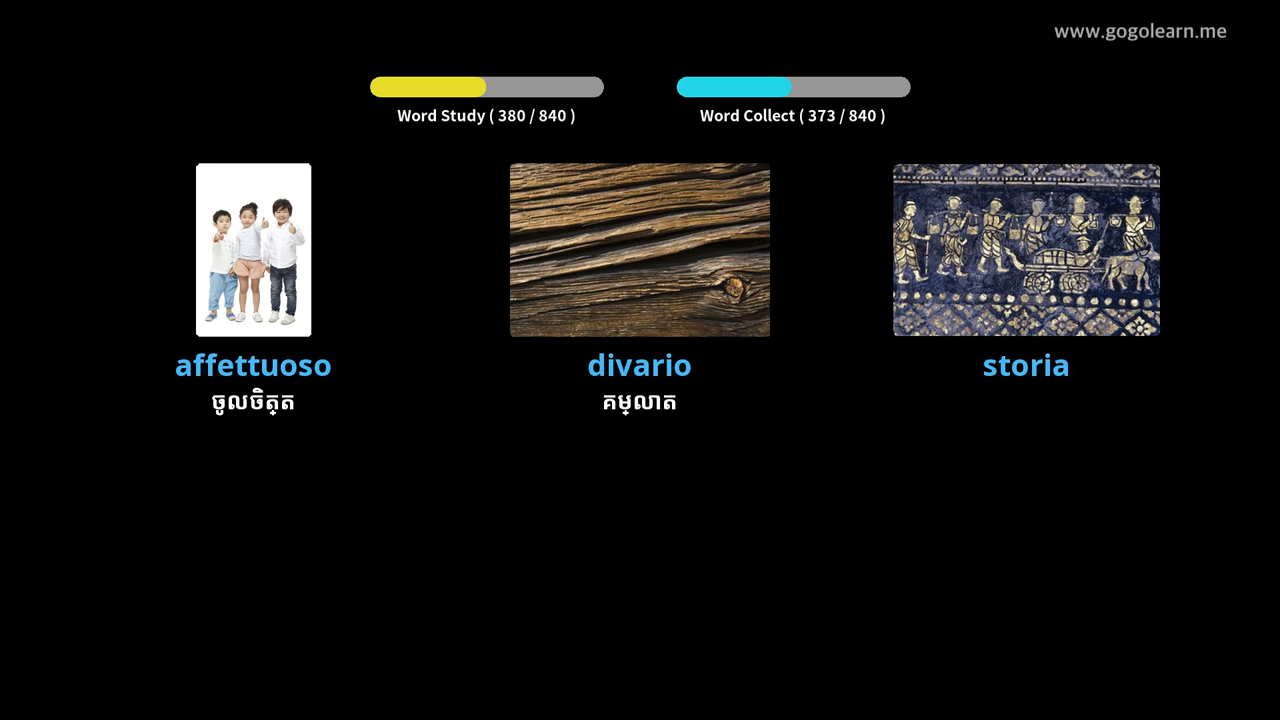 www.gogolearn.me
Word Study ( 380 / 840 )
Word Collect ( 373 / 840 )
affettuoso
ចូលចិត្ត
divario
គម្លាត
storia